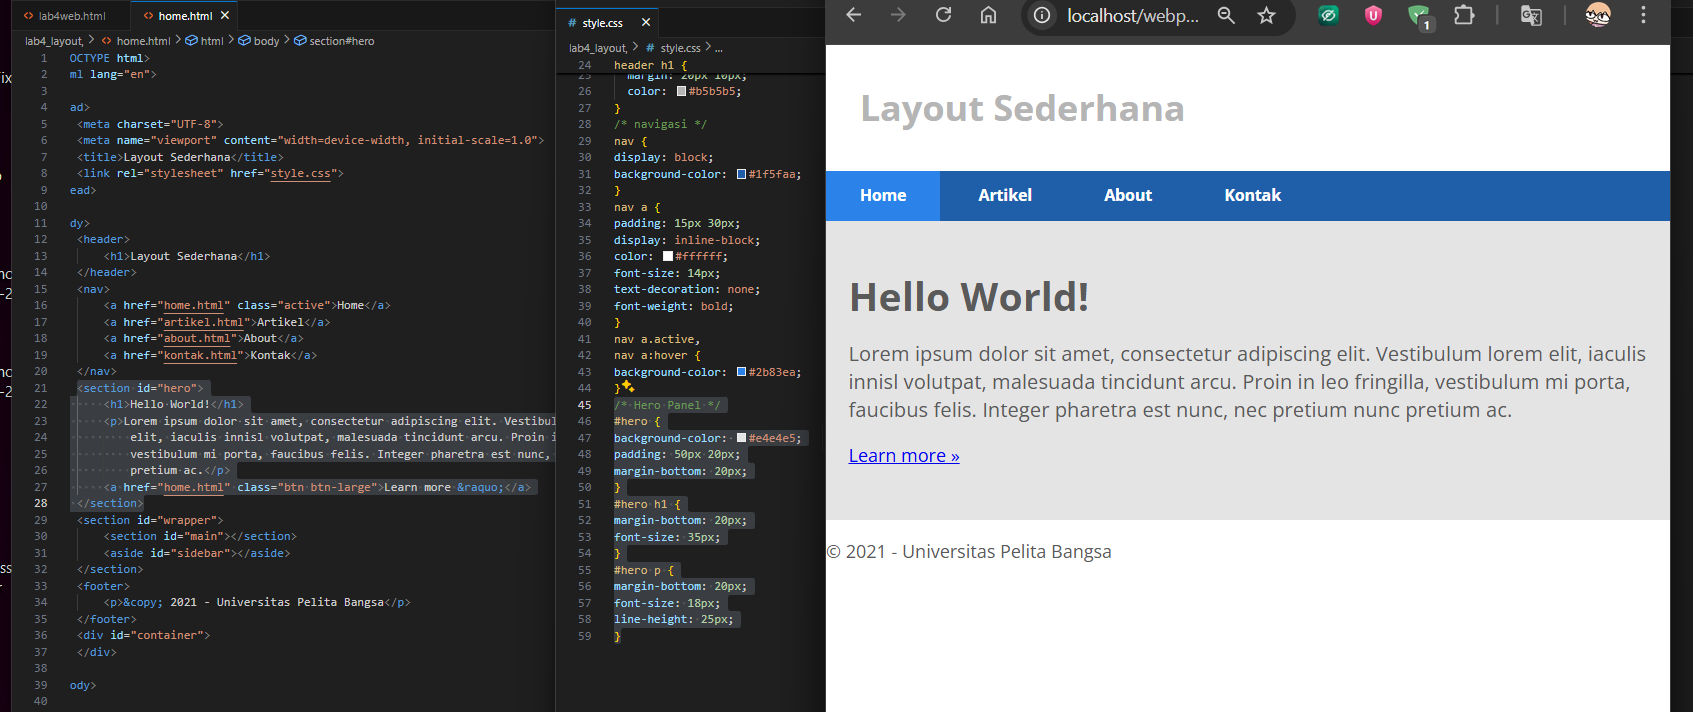 lab4web.html
home.html
lab4_layout, > home.html > html > body > section#hero
1 OCTYPE html>
2 ml lang="en">
3
4 ad>
5 <meta charset="UTF-8">
6 <meta name="viewport" content="width=device-width, initial-scale=1.0">
7 <title>Layout Sederhana</title>
8 <link rel="stylesheet" href="style.css">
9 ead>
10
11 dy>
12 <header>
13 <h1>Layout Sederhana</h1>
14 </header>
15 <nav>
16 <a href="home.html" class="active">Home</a>
17 <a href="artikel.html">Artikel</a>
18 <a href="about.html">About</a>
19 <a href="kontak.html">Kontak</a>
20 </nav>
21 <section id="hero">
22 <h1>Hello World!</h1>
23 <p>Lorem ipsum dolor sit amet, consectetur adipiscing elit. Vestibul
24 elit, iaculis innisl volutpat, malesuada tincidunt arcu. Proin i
25 vestibulum mi porta, faucibus felis. Integer pharetra est nunc,
26 pretium ac.</p>
27 <a href="home.html" class="btn btn-large">Learn more &raquo;</a>
28 </section>
29 <section id="wrapper">
30 <section id="main"></section>
31 <aside id="sidebar"></aside>
32 </section>
33 <footer>
34 <p>&copy; 2021 - Universitas Pelita Bangsa</p>
35 </footer>
36 <div id="container">
37 </div>
38
39 ody>
40
style.css
lab4_layout, > style.css > ...
24 header h1 {
25 margin: 20px 10px;
26 color: #b5b5b5;
27 }
28 /* navigasi */
29 nav {
30 display: block;
31 background-color: #1f5faa;
32 }
33 nav a {
34 padding: 15px 30px;
35 display: inline-block;
36 color: #ffffff;
37 font-size: 14px;
38 text-decoration: none;
39 font-weight: bold;
40 }
41 nav a.active,
42 nav a:hover {
43 background-color: #2b83ea;
44 }
45 /* Hero Panel */
46 #hero {
47 background-color: #e4e4e5;
48 padding: 50px 20px;
49 margin-bottom: 20px;
50 }
51 #hero h1 {
52 margin-bottom: 20px;
53 font-size: 35px;
54 }
55 #hero p {
56 margin-bottom: 20px;
57 font-size: 18px;
58 line-height: 25px;
59 }
localhost/webp...
1
Layout Sederhana
Home Artikel About Kontak
Hello World!
Lorem ipsum dolor sit amet, consectetur adipiscing elit. Vestibulum lorem elit, iaculis
innisl volutpat, malesuada tincidunt arcu. Proin in leo fringilla, vestibulum mi porta,
faucibus felis. Integer pharetra est nunc, nec pretium nunc pretium ac.
Learn more »
© 2021 - Universitas Pelita Bangsa